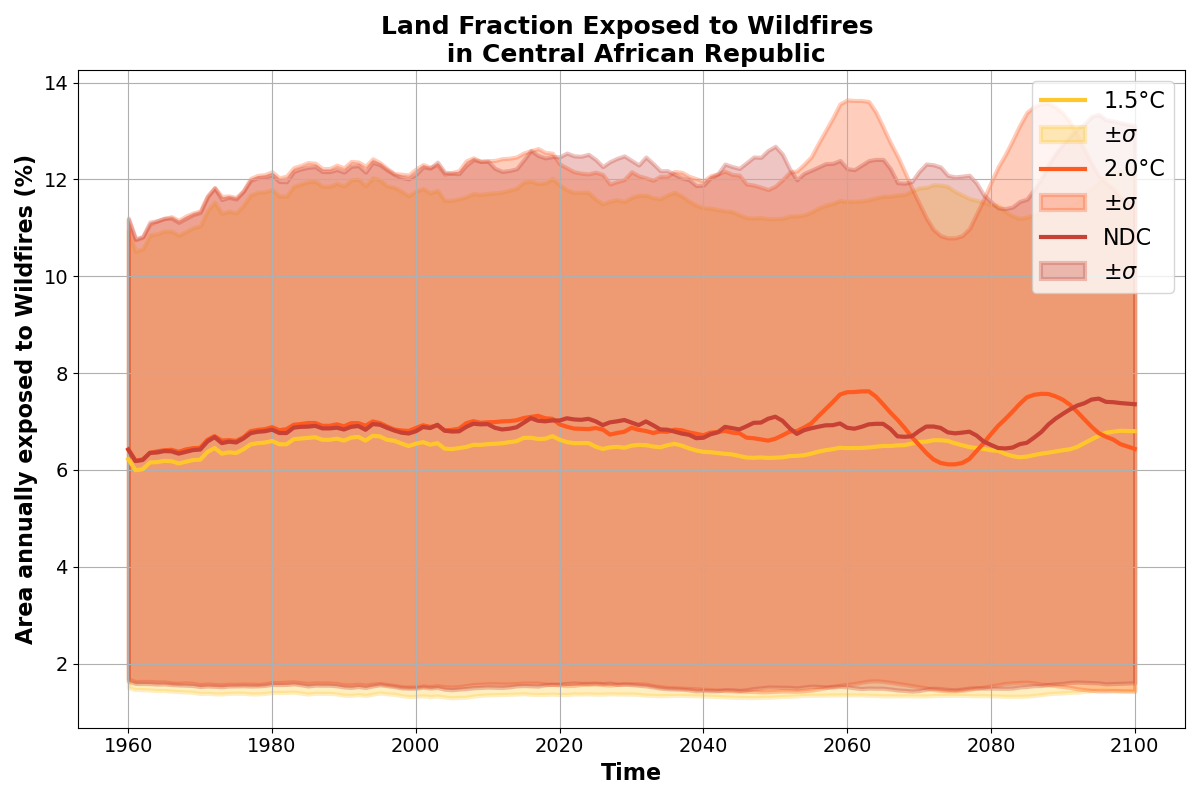 Land Fraction Exposed to Wildfires
in Central African Republic
Area annually exposed to Wildfires (%)
14
12
10
8
6
4
2
1.5°C
±σ
2.0°C
±σ
NDC
±σ
1960
1980
2000
2020
2040
2060
2080
2100
Time